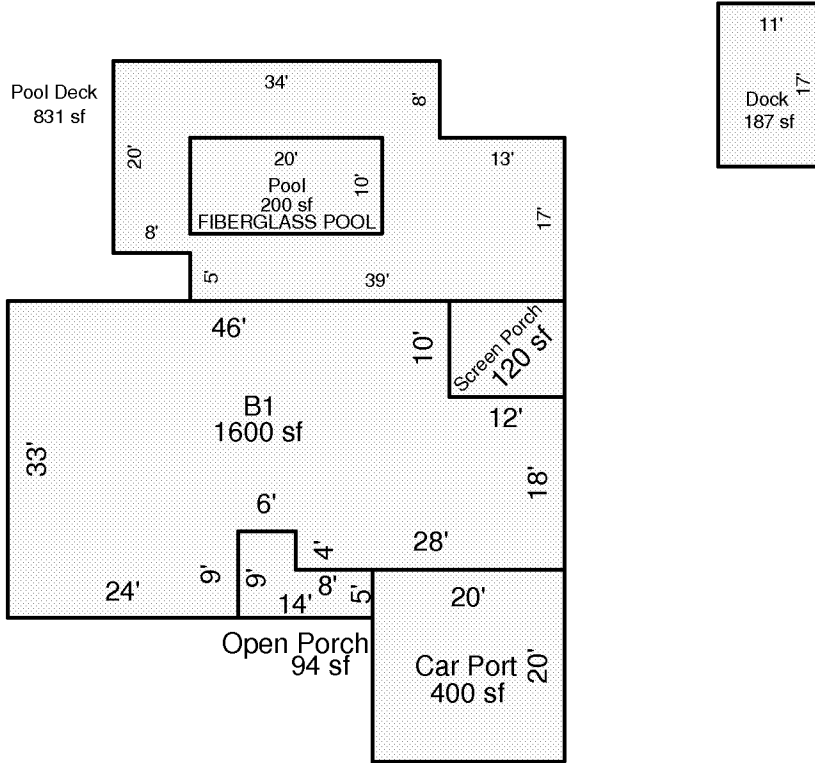 11'
17'
Dock
187 sf
34'
8'
Pool Deck
831 sf
20'
20'
10'
Pool
200 sf
FIBERGLASS POOL
13'
17'
8'
5'
39'
46'
10'
Screen Porch
120 sf
12'
B1
1600 sf
33'
18'
6'
4'
28'
9'
9'
8'
5'
24'
14'
20'
Open Porch
94 sf
Car Port
400 sf
20'